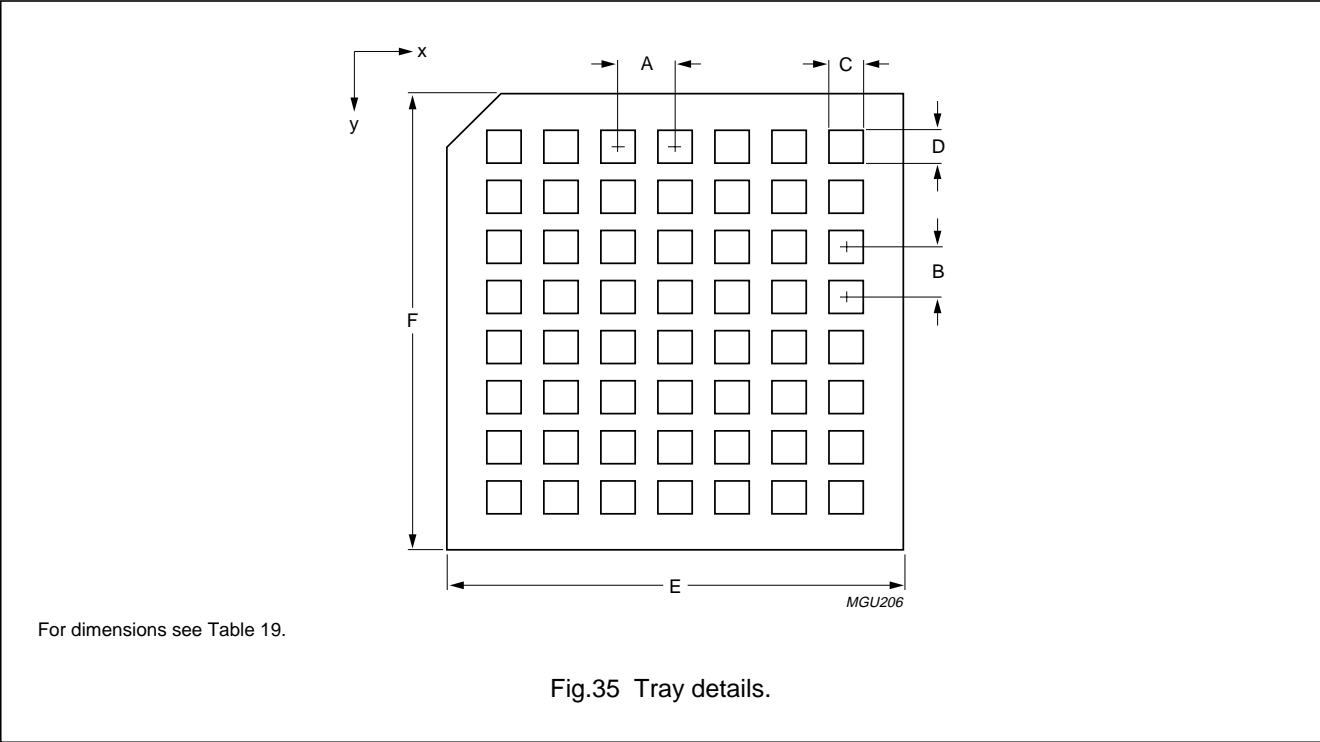 x
A
C
y
D
B
F
E
MGU206
For dimensions see Table 19.
Fig.35 Tray details.